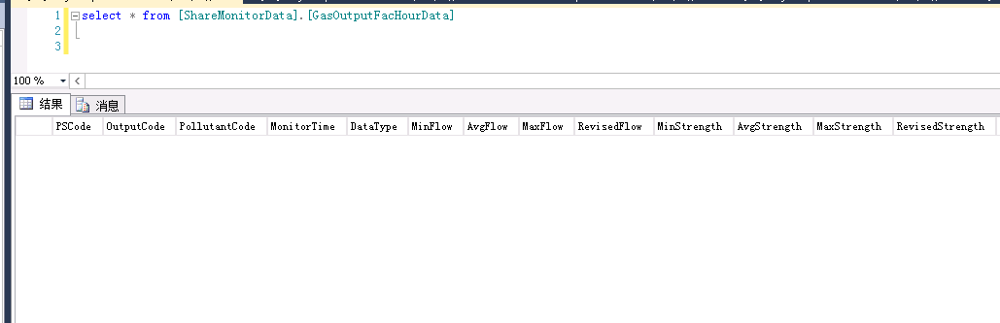 1 select * from [ShareMonitorData].[GasOutputFacHourData]
2
3
100 %
结果 消息
PSCode OutputCode PollutantCode MonitorTime DataType MinFlow AvgFlow MaxFlow RevisedFlow MinStrength AvgStrength MaxStrength RevisedStrength